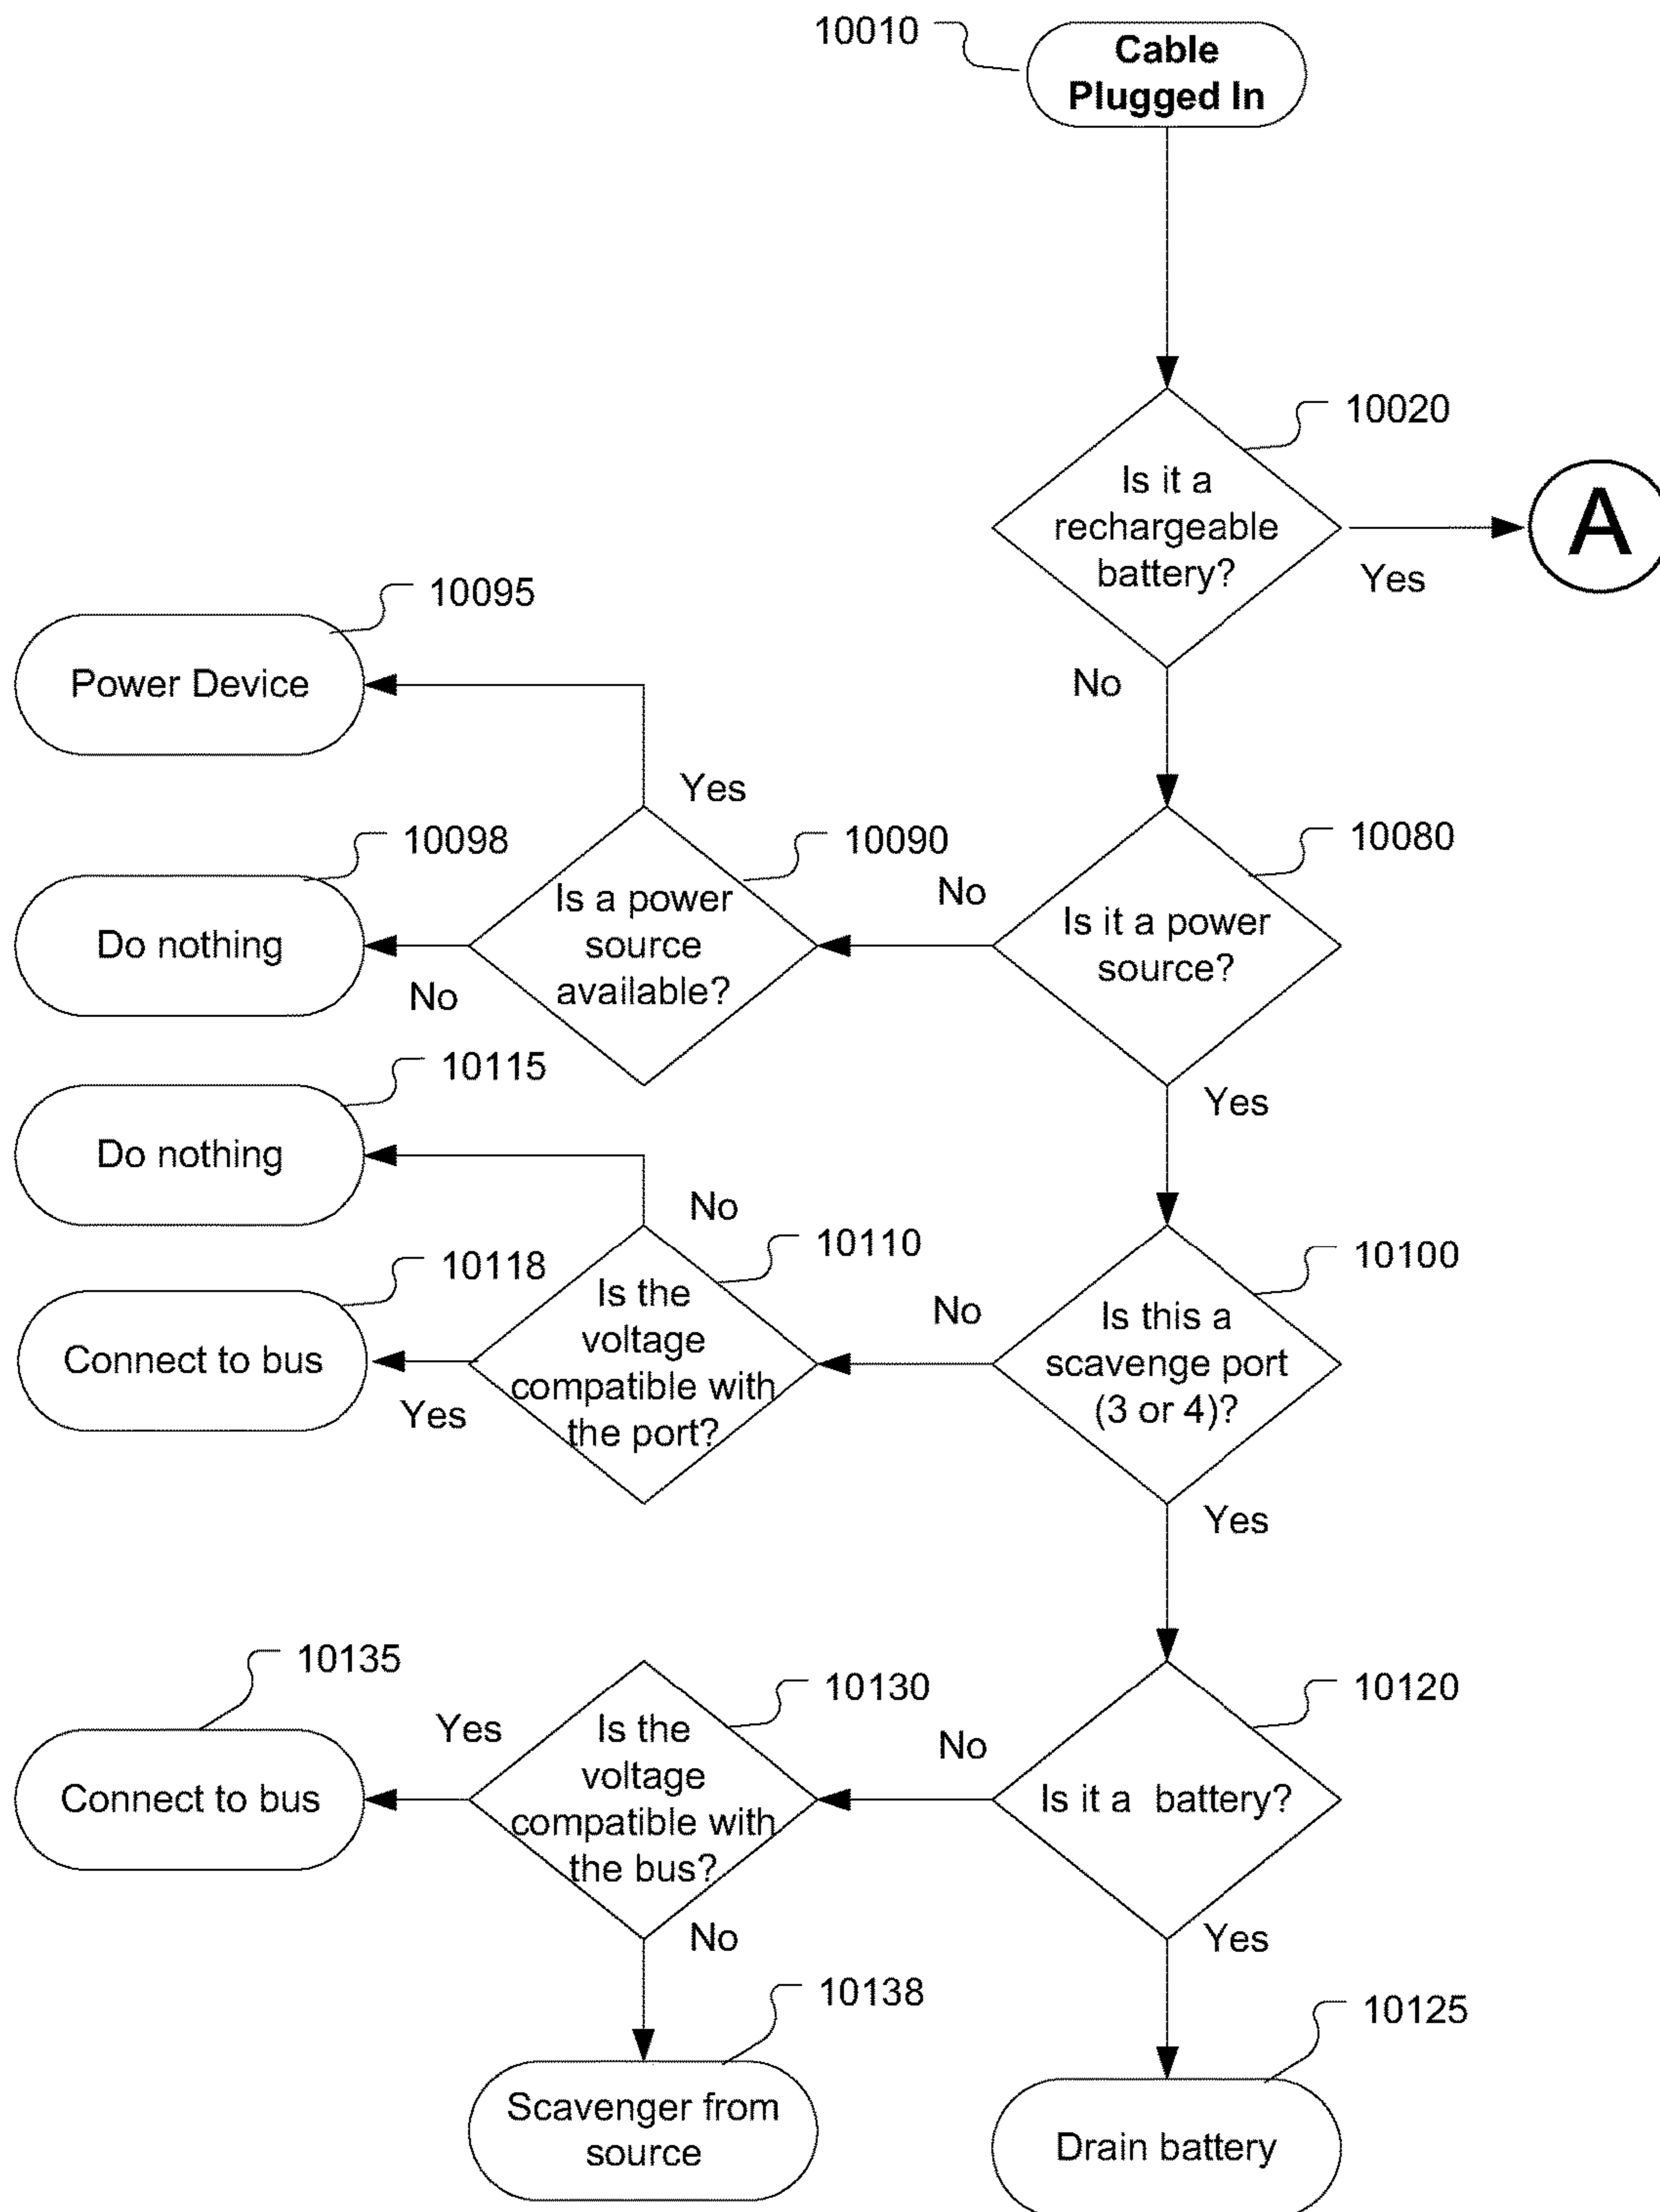 10010
Cable
Plugged In
10020
Is it a
rechargeable
battery?
A
Yes
No
10095
Power Device
Yes
10098
10090
10080
Do nothing
No
Is a power
source
available?
No
Is it a power
source?
Yes
10115
Do nothing
No
10118
10110
10100
Connect to bus
Yes
Is the
voltage
compatible with
the port?
No
Is this a
scavenge port
(3 or 4)?
Yes
10135
10130
10120
Connect to bus
Yes
Is the
voltage
compatible with
the bus?
No
No
Is it a battery?
Yes
10138
10125
Scavenger from
source
Drain battery